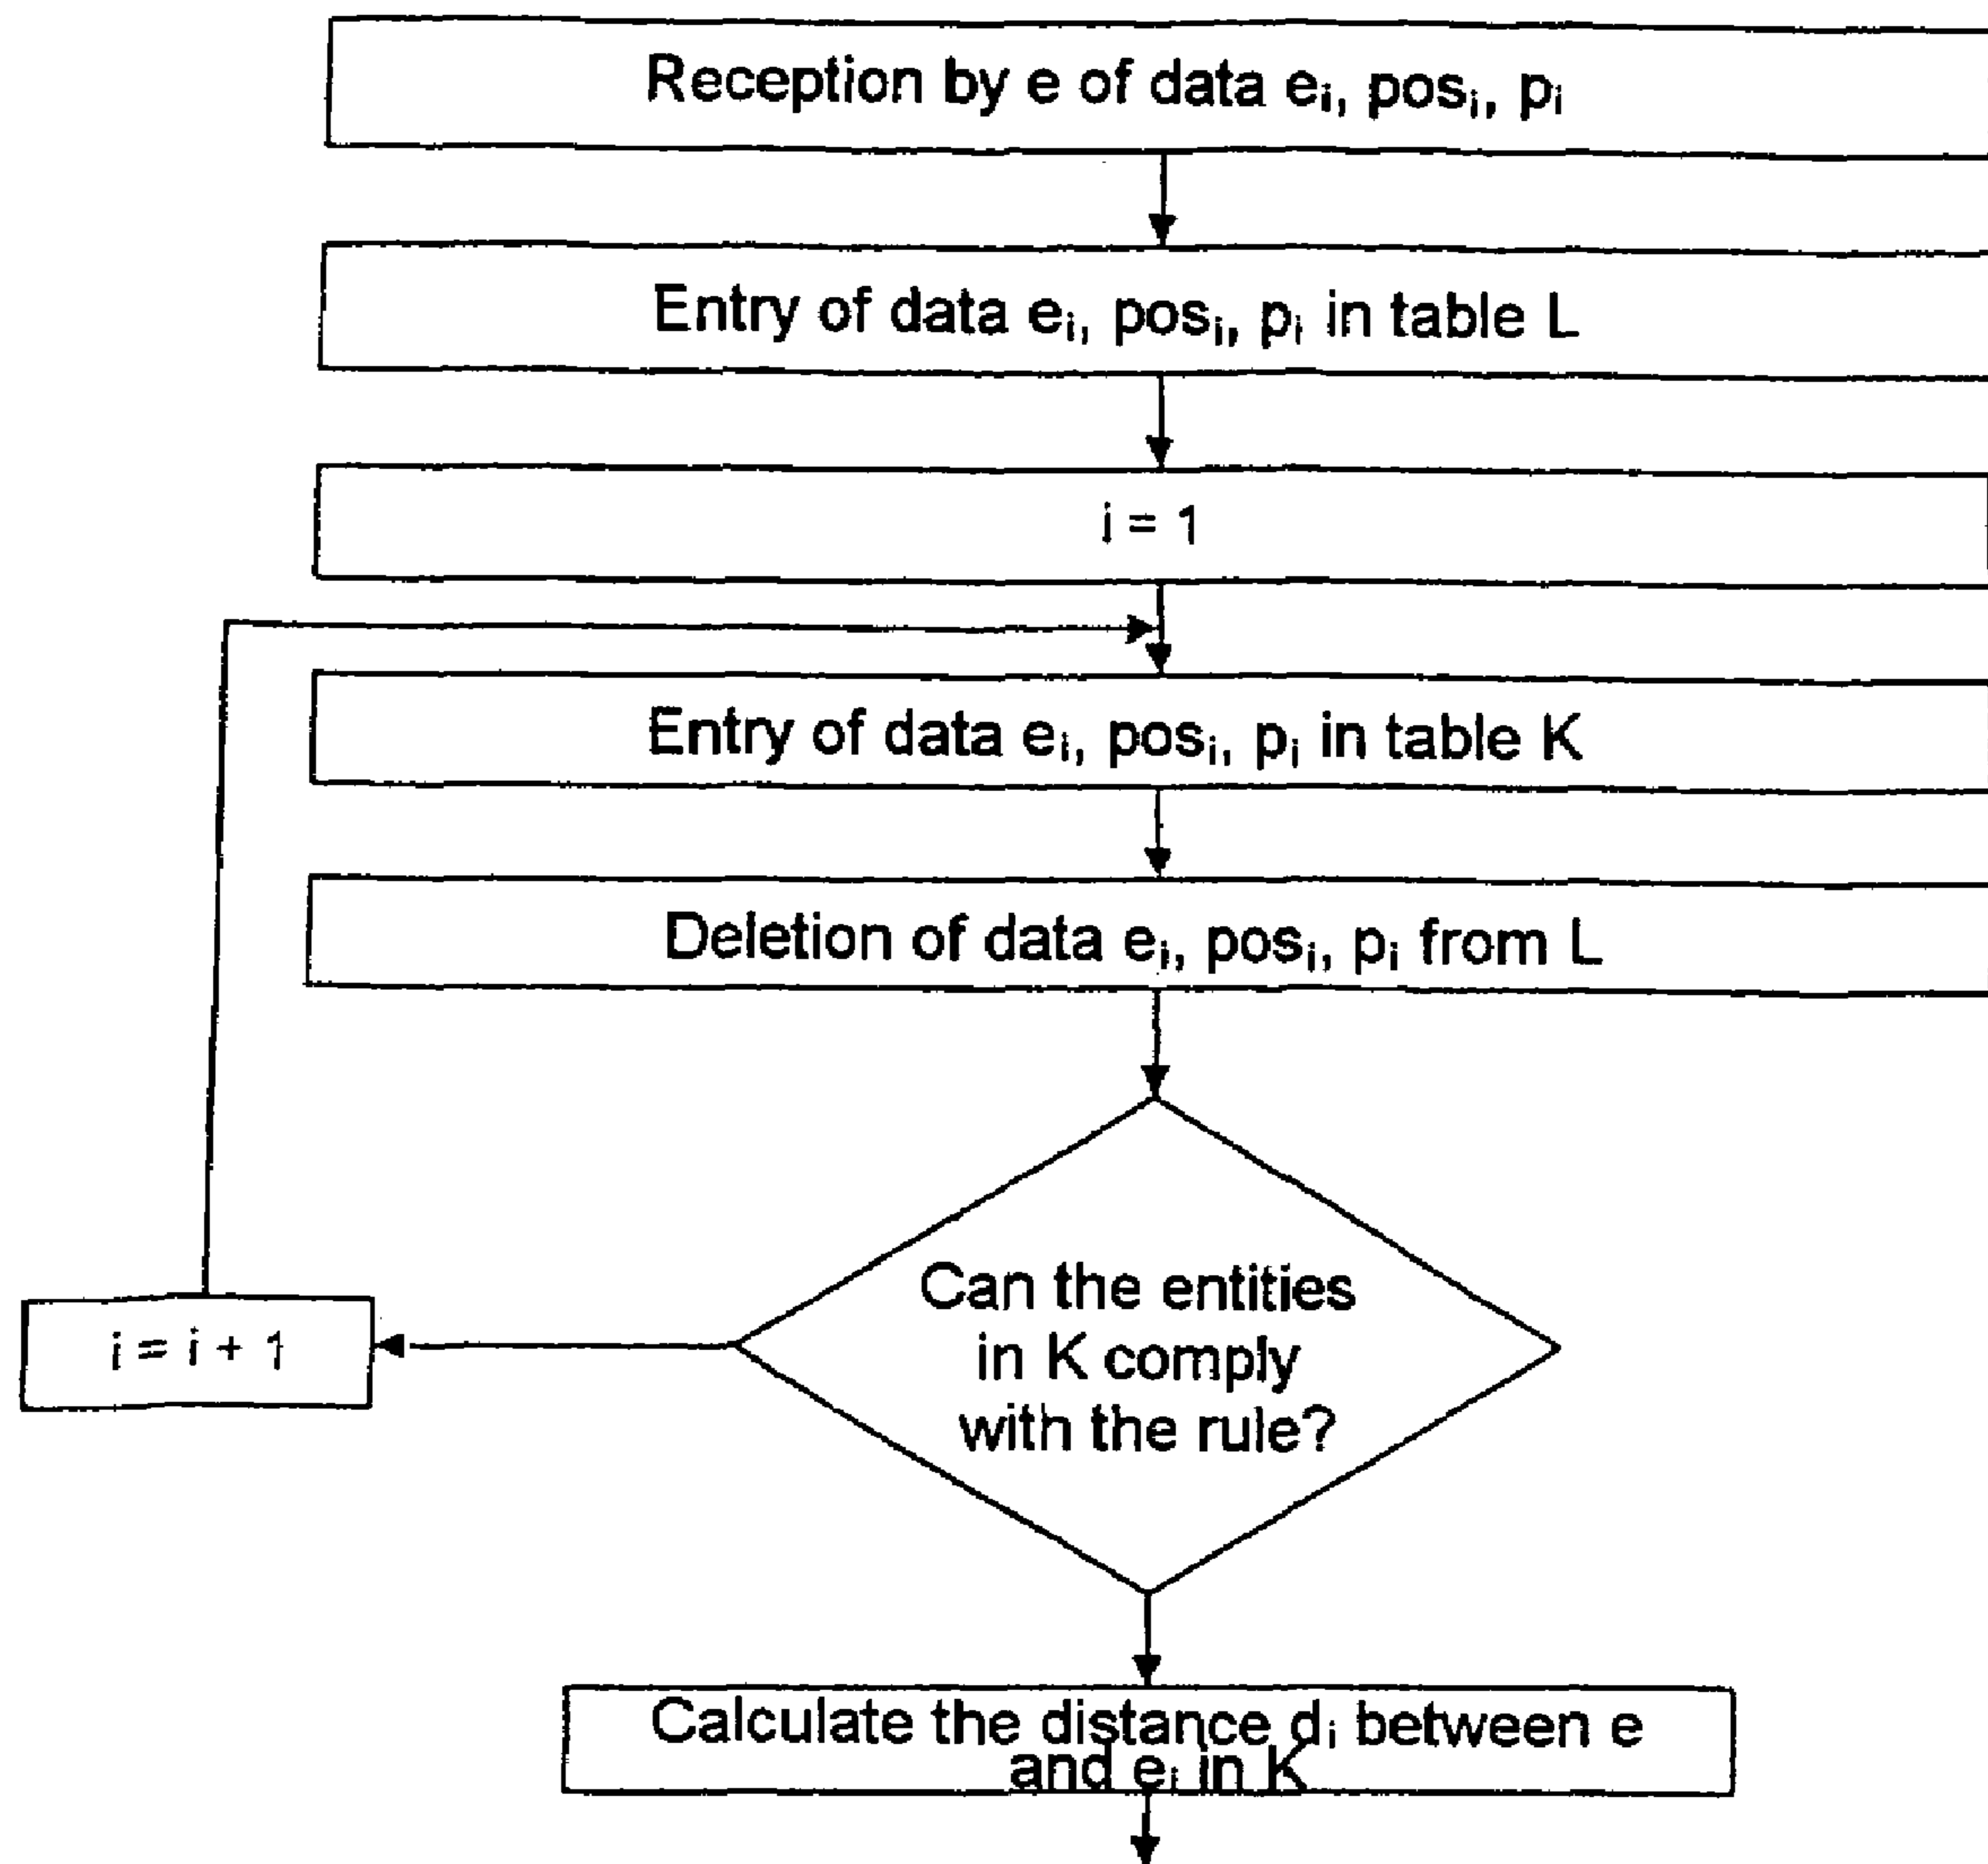 Reception by e of data eᵢ, posᵢ, pᵢ
Entry of data eᵢ, posᵢ, pᵢ in table L
i = 1
Entry of data eᵢ, posᵢ, pᵢ in table K
Deletion of data eᵢ, posᵢ, pᵢ from L
Can the entities
in K comply
with the rule?
i = i + 1
Calculate the distance dᵢ between e
and eᵢ in K